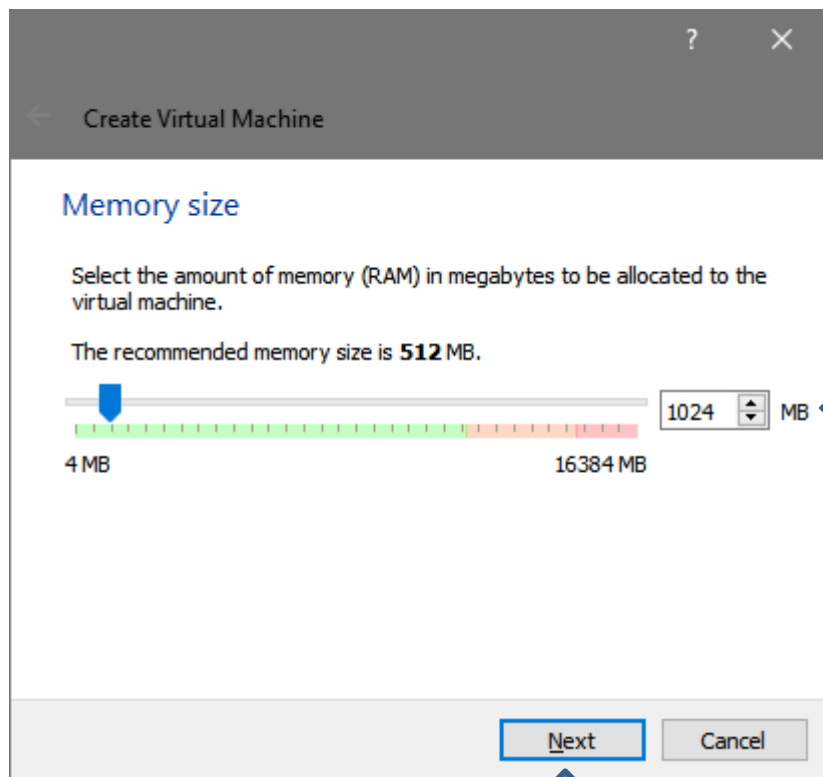 ?
Create Virtual Machine
Memory size
Select the amount of memory (RAM) in megabytes to be allocated to the
virtual machine.
The recommended memory size is 512 MB.
1024 MB
4 MB 16384 MB
Next Cancel